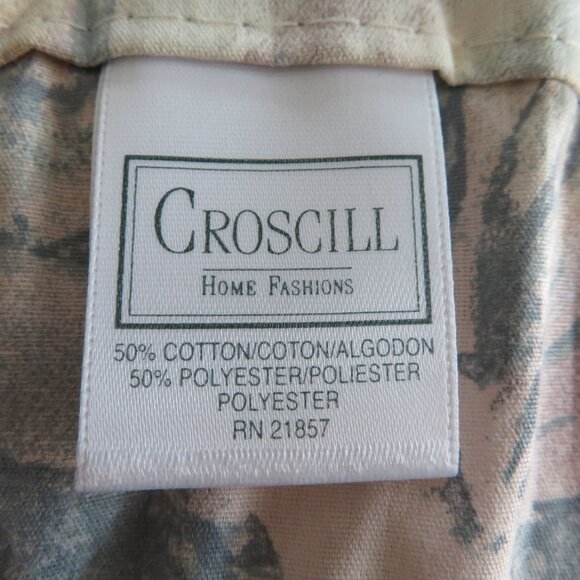 CROSCILL
HOME FASHIONS
50% COTTON/COTON/ALGODON
50% POLYESTER/POLIESTER
POLYESTER
RN 21857